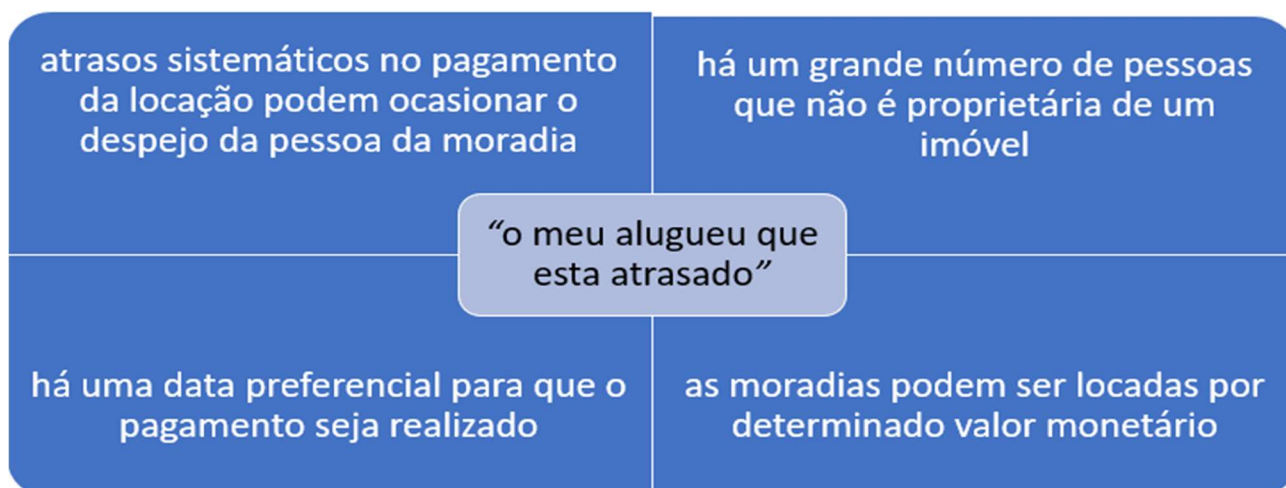 atrasos sistemáticos no pagamento
da locação podem ocasionar o
despejo da pessoa da moradia
há um grande número de pessoas
que não é proprietária de um
imóvel
“o meu alugueu que
esta atrasado”
há uma data preferencial para que o
pagamento seja realizado
as moradias podem ser locadas por
determinado valor monetário